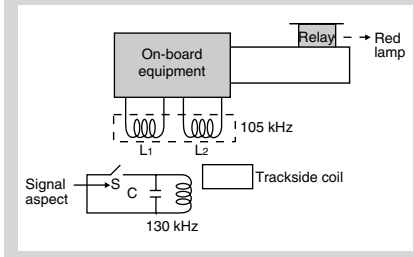 Relay
Red
lamp
On-board
equipment
105 kHz
L1
L2
Trackside coil
Signal
aspect
S
C
130 kHz